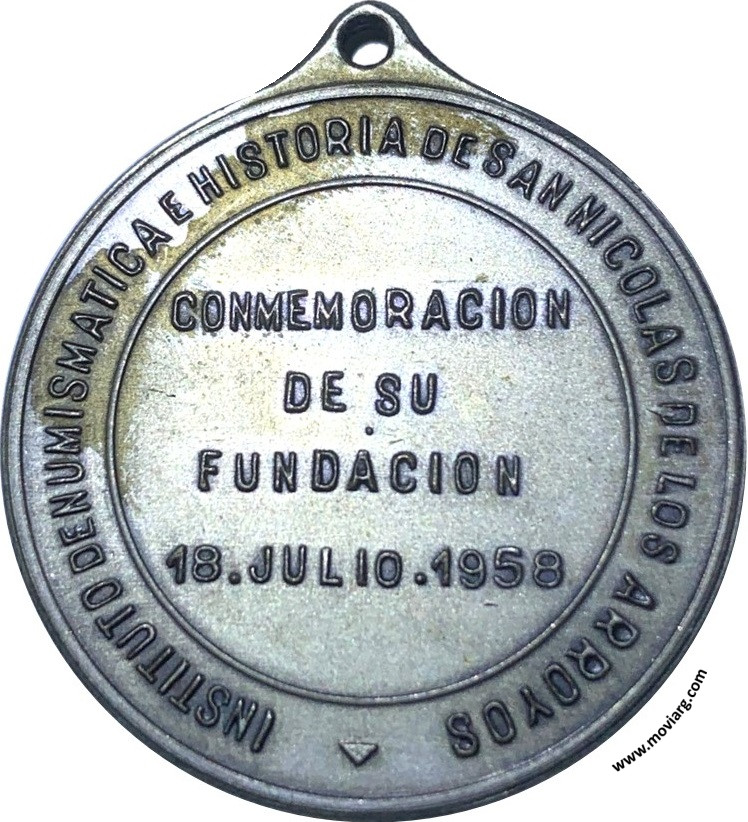 INSTITUTO DE NUMISMATICA E HISTORIA DE SAN NICOLAS DE LOS ARROYOS
CONMEMORACION
DE SU
FUNDACION
18.JULIO.1958
www.moviarg.com